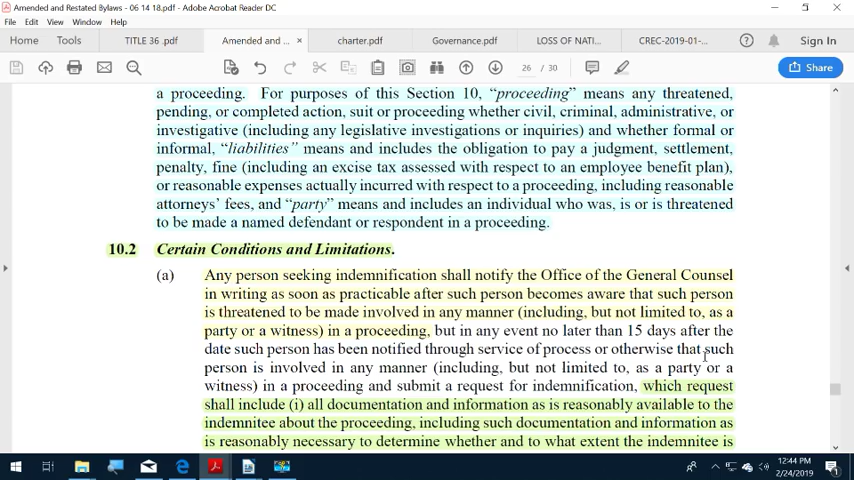 Amended and Restated Bylaws - 06 14 18.pdf - Adobe Acrobat Reader DC
File Edit View Window Help
Home Tools TITLE 36 .pdf Amended and ... × charter.pdf Governance.pdf LOSS OF NATI... CREC-2019-01-... Sign In
26 / 30 Share
a proceeding. For purposes of this Section 10, “proceeding” means any threatened,
pending, or completed action, suit or proceeding whether civil, criminal, administrative, or
investigative (including any legislative investigations or inquiries) and whether formal or
informal, “liabilities” means and includes the obligation to pay a judgment, settlement,
penalty, fine (including an excise tax assessed with respect to an employee benefit plan),
or reasonable expenses actually incurred with respect to a proceeding, including reasonable
attorneys’ fees, and “party” means and includes an individual who was, is or is threatened
to be made a named defendant or respondent in a proceeding.
10.2 Certain Conditions and Limitations.
(a) Any person seeking indemnification shall notify the Office of the General Counsel
in writing as soon as practicable after such person becomes aware that such person
is threatened to be made involved in any manner (including, but not limited to, as a
party or a witness) in a proceeding, but in any event no later than 15 days after the
date such person has been notified through service of process or otherwise that such
person is involved in any manner (including, but not limited to, as a party or a
witness) in a proceeding and submit a request for indemnification, which request
shall include (i) all documentation and information as is reasonably available to the
indemnitee about the proceeding, including such documentation and information as
is reasonably necessary to determine whether and to what extent the indemnitee is
12:44 PM
2/24/2019